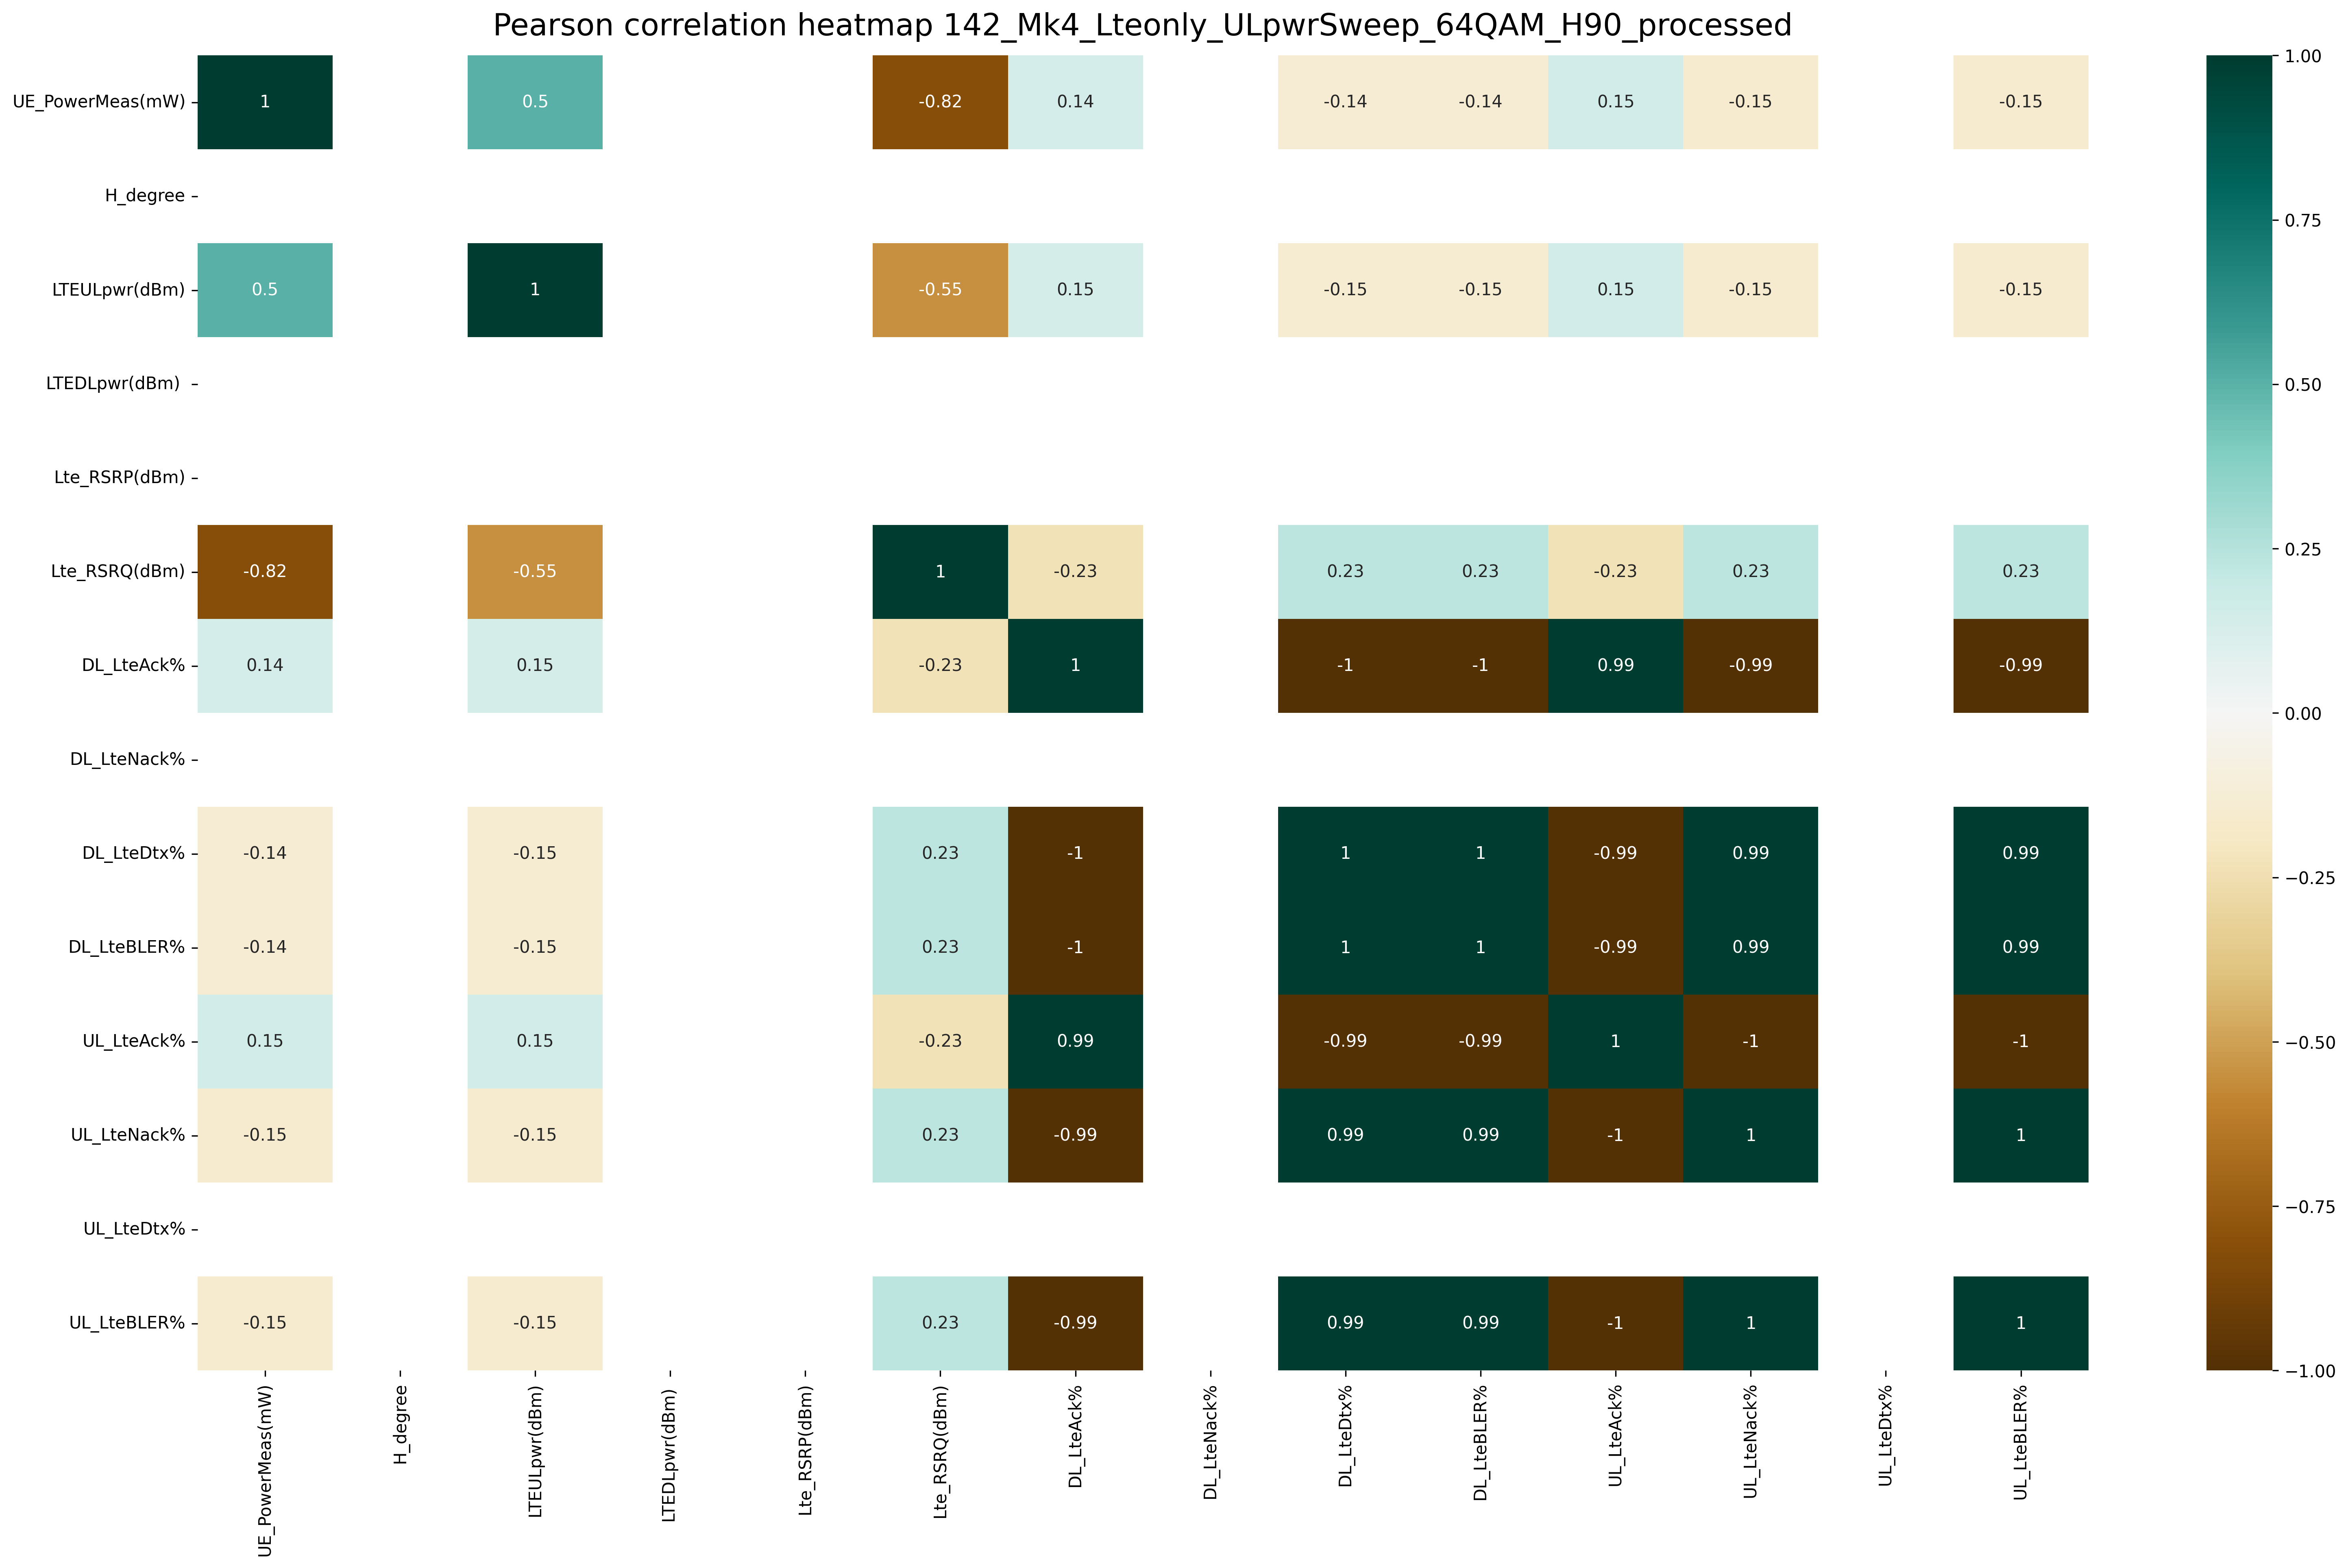 Pearson correlation heatmap 142_Mk4_Lteonly_ULpwrSweep_64QAM_H90_processed
UE_PowerMeas(mW) 1 0.5 -0.82 0.14 -0.14 -0.14 0.15 -0.15 -0.15
H_degree
LTEULpwr(dBm) 0.5 1 -0.55 0.15 -0.15 -0.15 0.15 -0.15 -0.15
LTEDLpwr(dBm)
Lte_RSRP(dBm)
Lte_RSRQ(dBm) -0.82 -0.55 1 -0.23 0.23 0.23 -0.23 0.23 0.23
DL_LteAck% 0.14 0.15 -0.23 1 -1 -1 0.99 -0.99 -0.99
DL_LteNack%
DL_LteDtx% -0.14 -0.15 0.23 -1 1 1 -0.99 0.99 0.99
DL_LteBLER% -0.14 -0.15 0.23 -1 1 1 -0.99 0.99 0.99
UL_LteAck% 0.15 0.15 -0.23 0.99 -0.99 -0.99 1 -1 -1
UL_LteNack% -0.15 -0.15 0.23 -0.99 0.99 0.99 -1 1 1
UL_LteDtx%
UL_LteBLER% -0.15 -0.15 0.23 -0.99 0.99 0.99 -1 1 1
UE_PowerMeas(mW)
H_degree
LTEULpwr(dBm)
LTEDLpwr(dBm)
Lte_RSRP(dBm)
Lte_RSRQ(dBm)
DL_LteAck%
DL_LteNack%
DL_LteDtx%
DL_LteBLER%
UL_LteAck%
UL_LteNack%
UL_LteDtx%
UL_LteBLER%
1.00
0.75
0.50
0.25
0.00
−0.25
−0.50
−0.75
−1.00